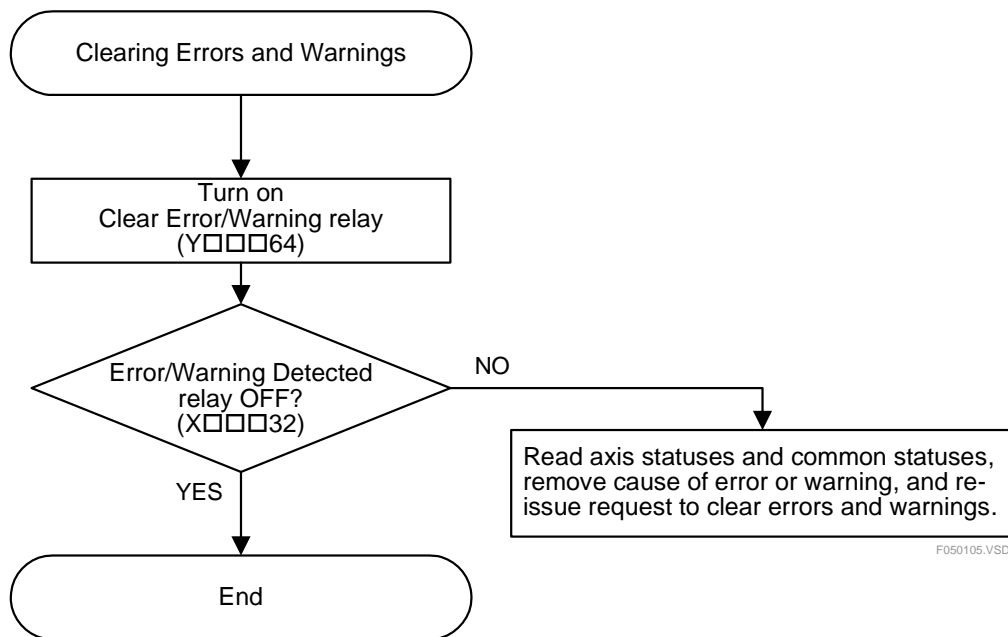 Clearing Errors and Warnings
Turn on
Clear Error/Warning relay
(Y□□□64)
Error/Warning Detected
relay OFF?
(X□□□32)
NO
Read axis statuses and common statuses,
remove cause of error or warning, and re-
issue request to clear errors and warnings.
YES
F050105.VSD
End